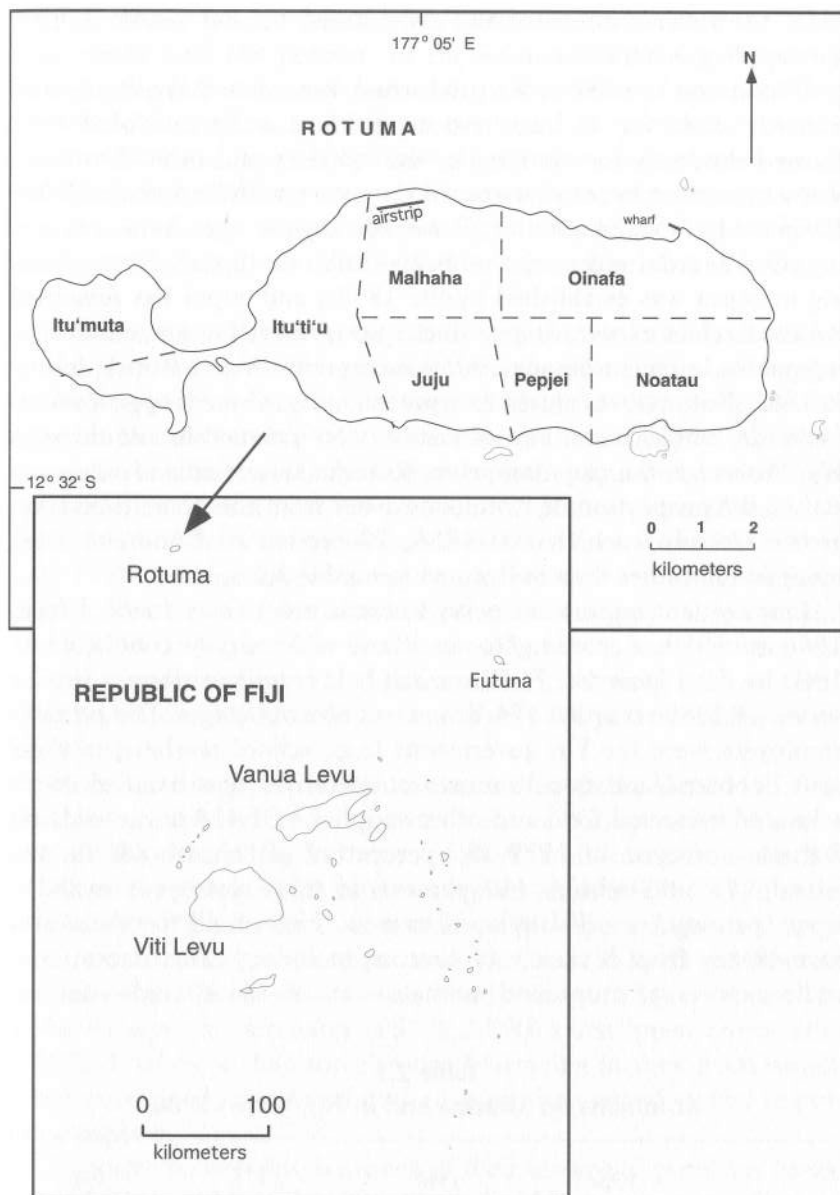 177° 05' E
N
ROTUMA
airstrip
wharf
Malhaha
Oinafa
Itu‘muta
Itu‘ti‘u
Juju
Pepjei
Noatau
12° 32' S
0 1 2
kilometers
Rotuma
Futuna
REPUBLIC OF FIJI
Vanua Levu
Viti Levu
0 100
kilometers